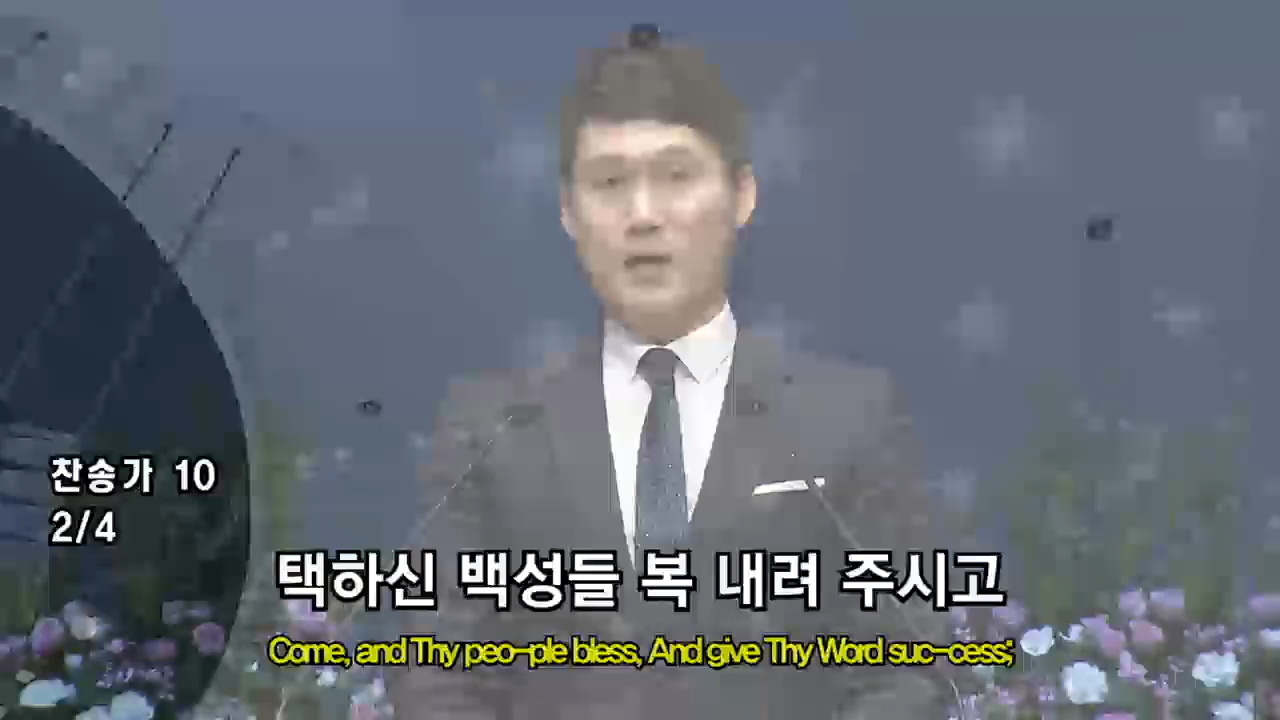 찬송가 10
2/4
택하신 백성들 복 내려 주시고
Come, and Thy peo-ple bless, And give Thy Word suc-cess;